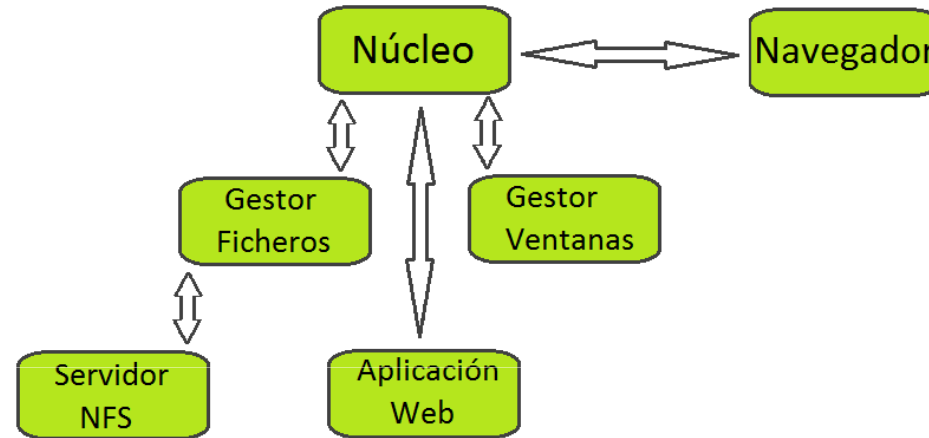 Núcleo
Navegador
Gestor
Ficheros
Gestor
Ventanas
Servidor
NFS
Aplicación
Web